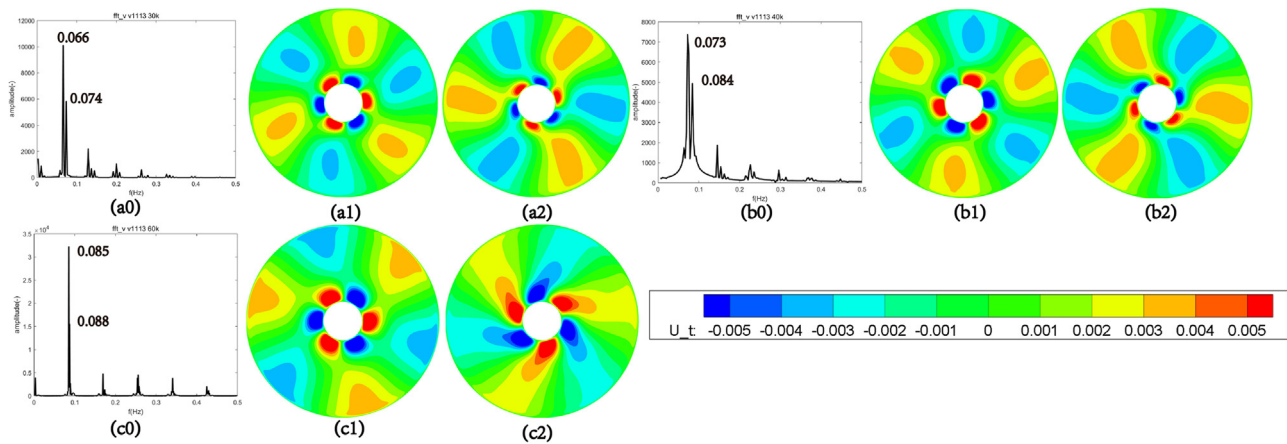 fft_v v1113 30k
12000
10000
8000
6000
4000
2000
0
amplitude(-)
0.066
0.074
0 0.1 0.2 0.3 0.4 0.5
f(Hz)
(a0)
(a1)
(a2)
fft_v v1113 40k
8000
7000
6000
5000
4000
3000
2000
1000
0
amplitude(-)
0.073
0.084
0 0.1 0.2 0.3 0.4 0.5
f(Hz)
(b0)
(b1)
(b2)
× 10⁴ fft_v v1113 60k
3.5
3
2.5
2
1.5
1
0.5
0
amplitude(-)
0.085
0.088
0 0.1 0.2 0.3 0.4 0.5
f(Hz)
(c0)
(c1)
(c2)
U_t: -0.005 -0.004 -0.003 -0.002 -0.001 0 0.001 0.002 0.003 0.004 0.005